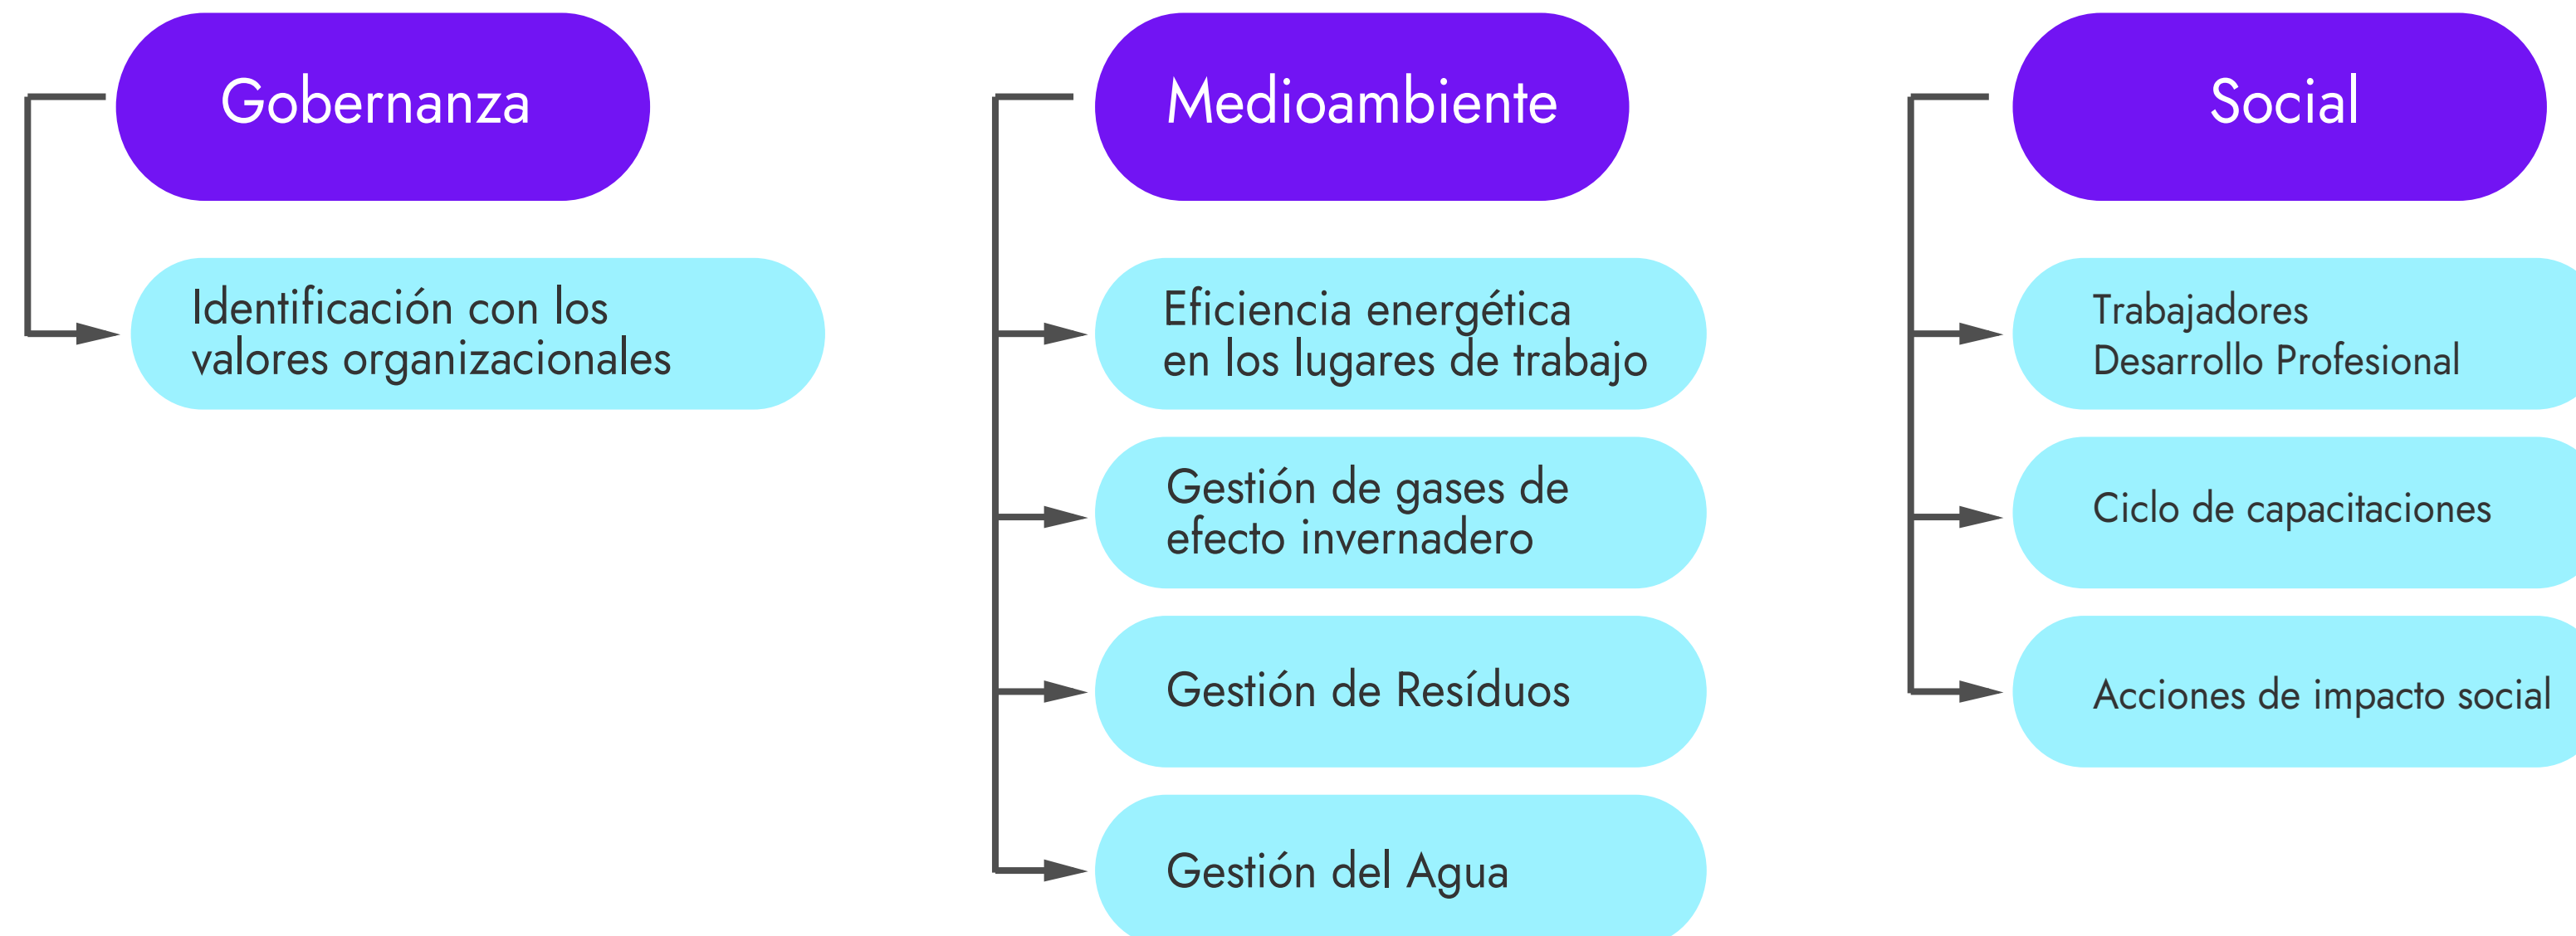 Gobernanza
Identificación con los
valores organizacionales
Medioambiente
Eficiencia energética
en los lugares de trabajo
Gestión de gases de
efecto invernadero
Gestión de Resíduos
Gestión del Agua
Social
Trabajadores
Desarrollo Profesional
Ciclo de capacitaciones
Acciones de impacto social